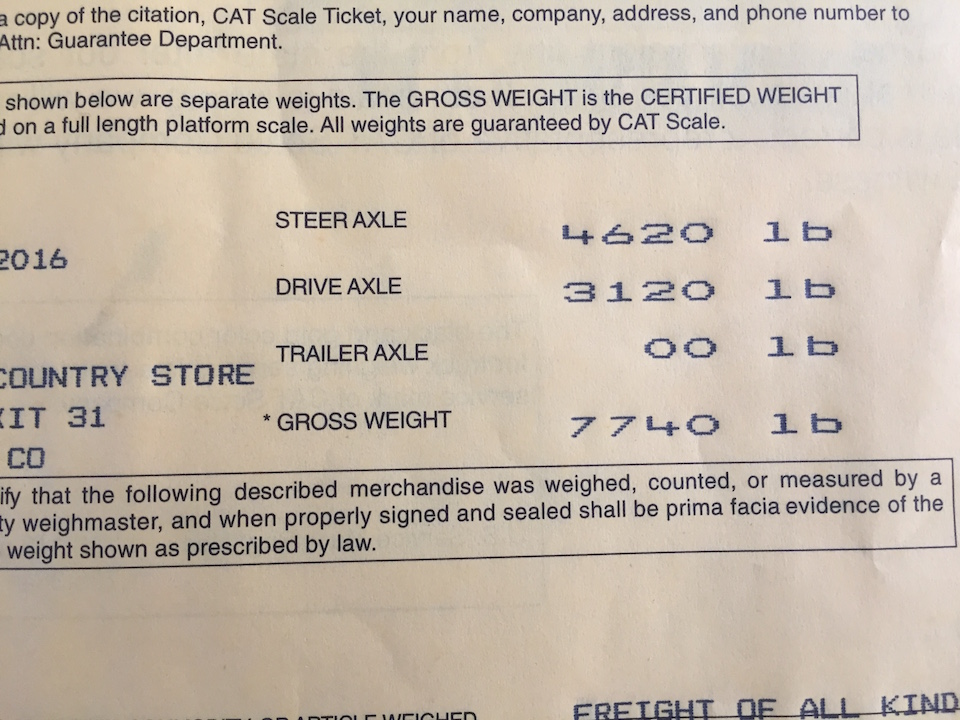 a copy of the citation, CAT Scale Ticket, your name, company, address, and phone number to
Attn: Guarantee Department.
shown below are separate weights. The GROSS WEIGHT is the CERTIFIED WEIGHT
on a full length platform scale. All weights are guaranteed by CAT Scale.
STEER AXLE 4620 lb
2016
DRIVE AXLE 3120 lb
TRAILER AXLE 00 lb
COUNTRY STORE
* GROSS WEIGHT 7740 lb
XIT 31
CO
ify that the following described merchandise was weighed, counted, or measured by a
ty weighmaster, and when properly signed and sealed shall be prima facia evidence of the
weight shown as prescribed by law.
FREIGHT OF ALL KIND
OR ARTICLE WEIGHED